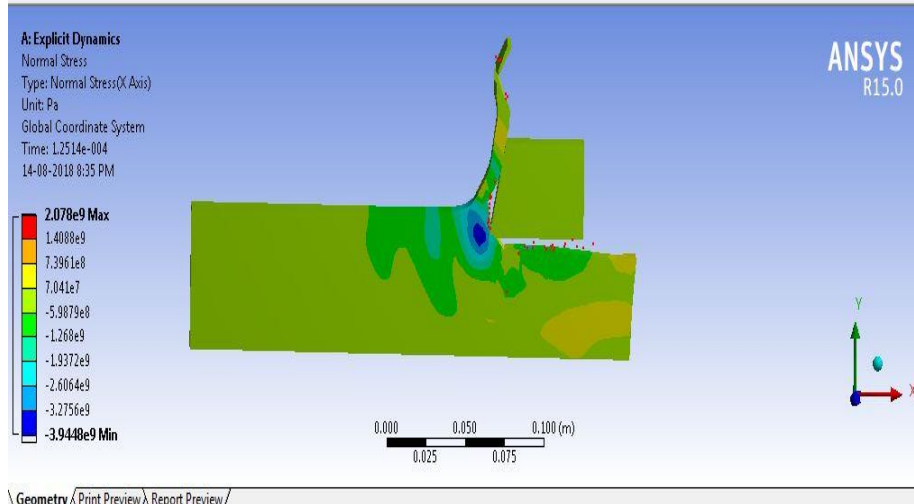 A: Explicit Dynamics
Normal Stress
Type: Normal Stress(X Axis)
Unit: Pa
Global Coordinate System
Time: 1.2514e-004
14-08-2018 8:35 PM
ANSYS
R15.0
2.078e9 Max
1.4088e9
7.3961e8
7.041e7
-5.9879e8
-1.268e9
-1.9372e9
-2.6064e9
-3.2756e9
-3.9448e9 Min
0.000 0.050 0.100 (m)
0.025 0.075
Y
X
Geometry Print Preview Report Preview